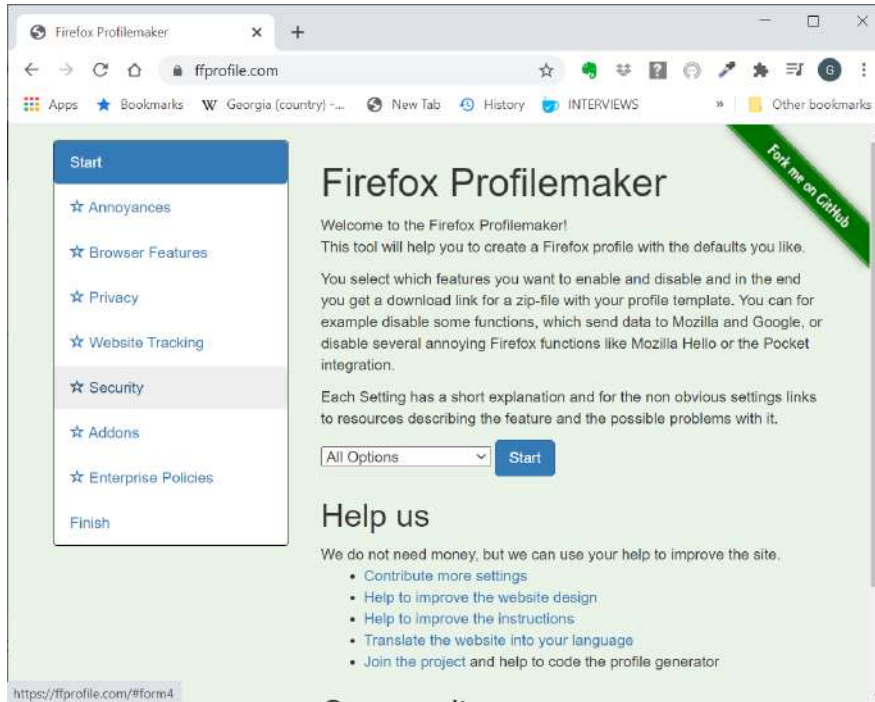 Firefox Profilemaker
ffprofile.com
G
Apps Bookmarks W Georgia (country) -... New Tab History INTERVIEWS » Other bookmarks
Start
Annoyances
Browser Features
Privacy
Website Tracking
Security
Addons
Enterprise Policies
Finish
Fork me on GitHub
Firefox Profilemaker
Welcome to the Firefox Profilemaker!
This tool will help you to create a Firefox profile with the defaults you like.
You select which features you want to enable and disable and in the end
you get a download link for a zip-file with your profile template. You can for
example disable some functions, which send data to Mozilla and Google, or
disable several annoying Firefox functions like Mozilla Hello or the Pocket
integration.
Each Setting has a short explanation and for the non obvious settings links
to resources describing the feature and the possible problems with it.
All Options Start
Help us
We do not need money, but we can use your help to improve the site.
• Contribute more settings
• Help to improve the website design
• Help to improve the instructions
• Translate the website into your language
• Join the project and help to code the profile generator
https://ffprofile.com/#form4